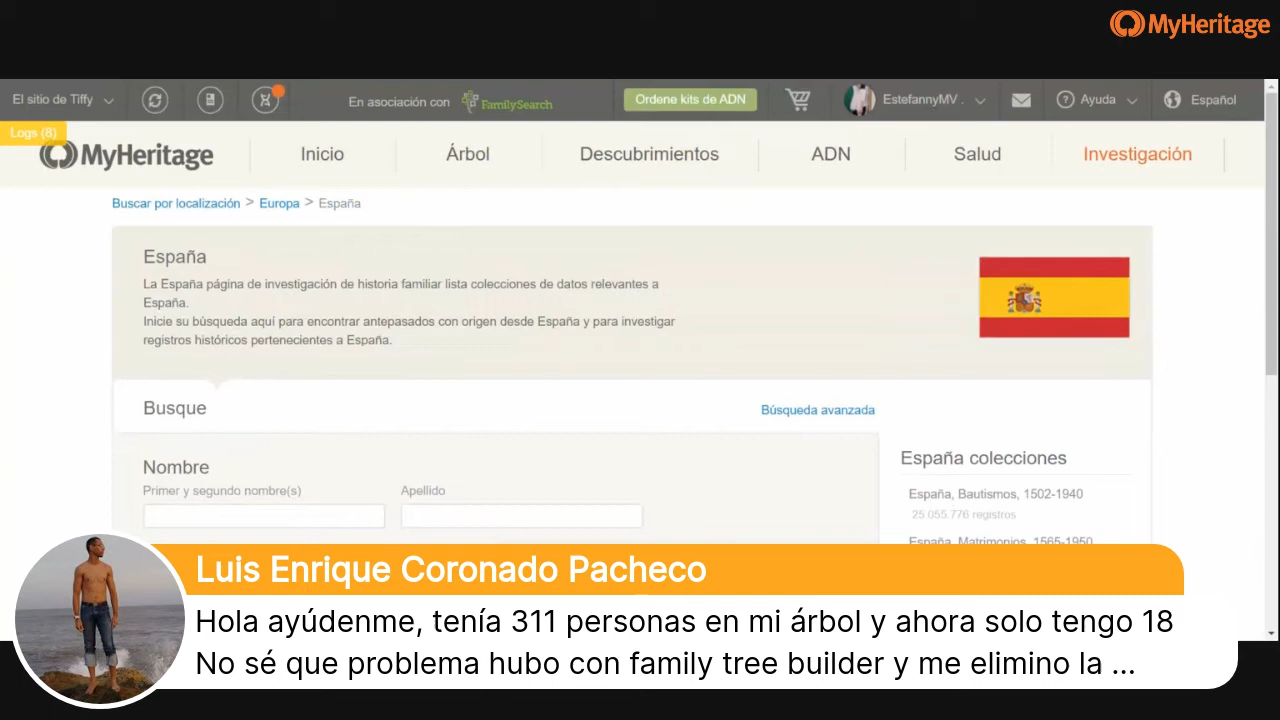 MyHeritage
El sitio de Tiffy
En asociación con FamilySearch
Ordene kits de ADN
EstefannyMV .
Ayuda
Español
Logs (8)
MyHeritage
Inicio
Árbol
Descubrimientos
ADN
Salud
Investigación
Buscar por localización > Europa > España
España
La España página de investigación de historia familiar lista colecciones de datos relevantes a
España.
Inicie su búsqueda aquí para encontrar antepasados con origen desde España y para investigar
registros históricos pertenecientes a España.
Busque
Búsqueda avanzada
Nombre
Primer y segundo nombre(s)
Apellido
España colecciones
España, Bautismos, 1502-1940
25 055.776 registros
España, Matrimonios, 1565-1950
Luis Enrique Coronado Pacheco
Hola ayúdenme, tenía 311 personas en mi árbol y ahora solo tengo 18
No sé que problema hubo con family tree builder y me elimino la ...